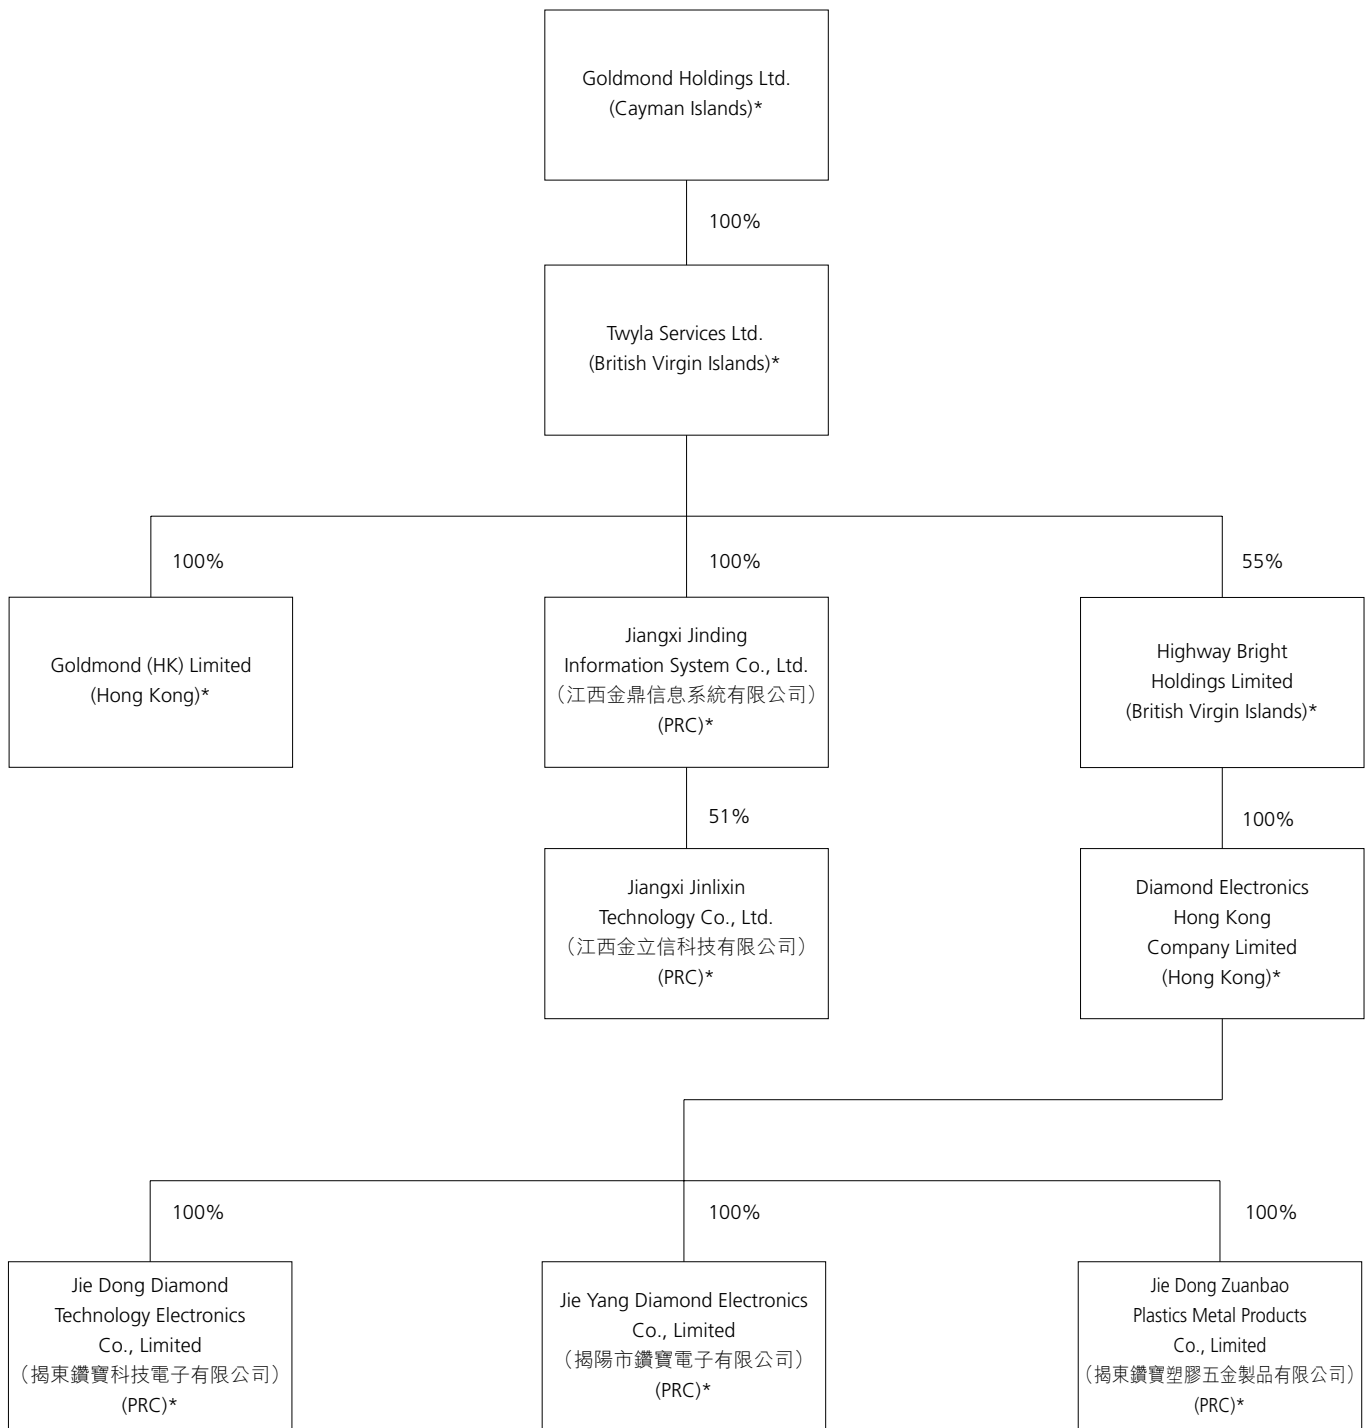 Goldmond Holdings Ltd.
(Cayman Islands)*
100%
Twyla Services Ltd.
(British Virgin Islands)*
100%
100%
55%
Goldmond (HK) Limited
(Hong Kong)*
Jiangxi Jinding
Information System Co., Ltd.
（江西金鼎信息系統有限公司）
(PRC)*
Highway Bright
Holdings Limited
(British Virgin Islands)*
51%
100%
Jiangxi Jinlixin
Technology Co., Ltd.
（江西金立信科技有限公司）
(PRC)*
Diamond Electronics
Hong Kong
Company Limited
(Hong Kong)*
100%
100%
100%
Jie Dong Diamond
Technology Electronics
Co., Limited
（揭東鑽寶科技電子有限公司）
(PRC)*
Jie Yang Diamond Electronics
Co., Limited
（揭陽市鑽寶電子有限公司）
(PRC)*
Jie Dong Zuanbao
Plastics Metal Products
Co., Limited
（揭東鑽寶塑膠五金製品有限公司）
(PRC)*